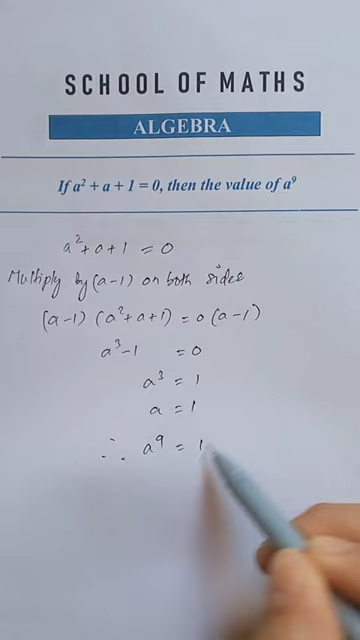 SCHOOL OF MATHS
ALGEBRA
If a² + a + 1 = 0, then the value of a⁹
a² + a + 1 = 0
Multiply by (a-1) on both sides
(a-1) (a²+a+1) = 0 (a-1)
a³-1 = 0
a³ = 1
a = 1
∴ a⁹ = 1